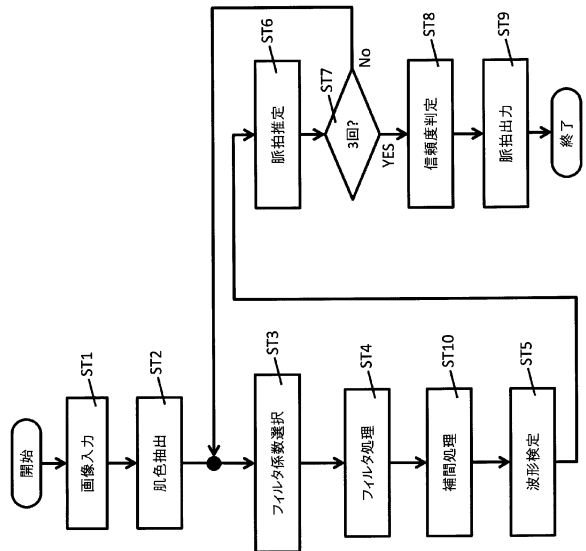 開始
画像入力
ST1
肌色抽出
ST2
フィルタ係数選択
ST3
フィルタ処理
ST4
補間処理
ST10
波形検定
ST5
脈拍推定
ST6
3回?
ST7
No
YES
信頼度判定
ST8
脈拍出力
ST9
終了